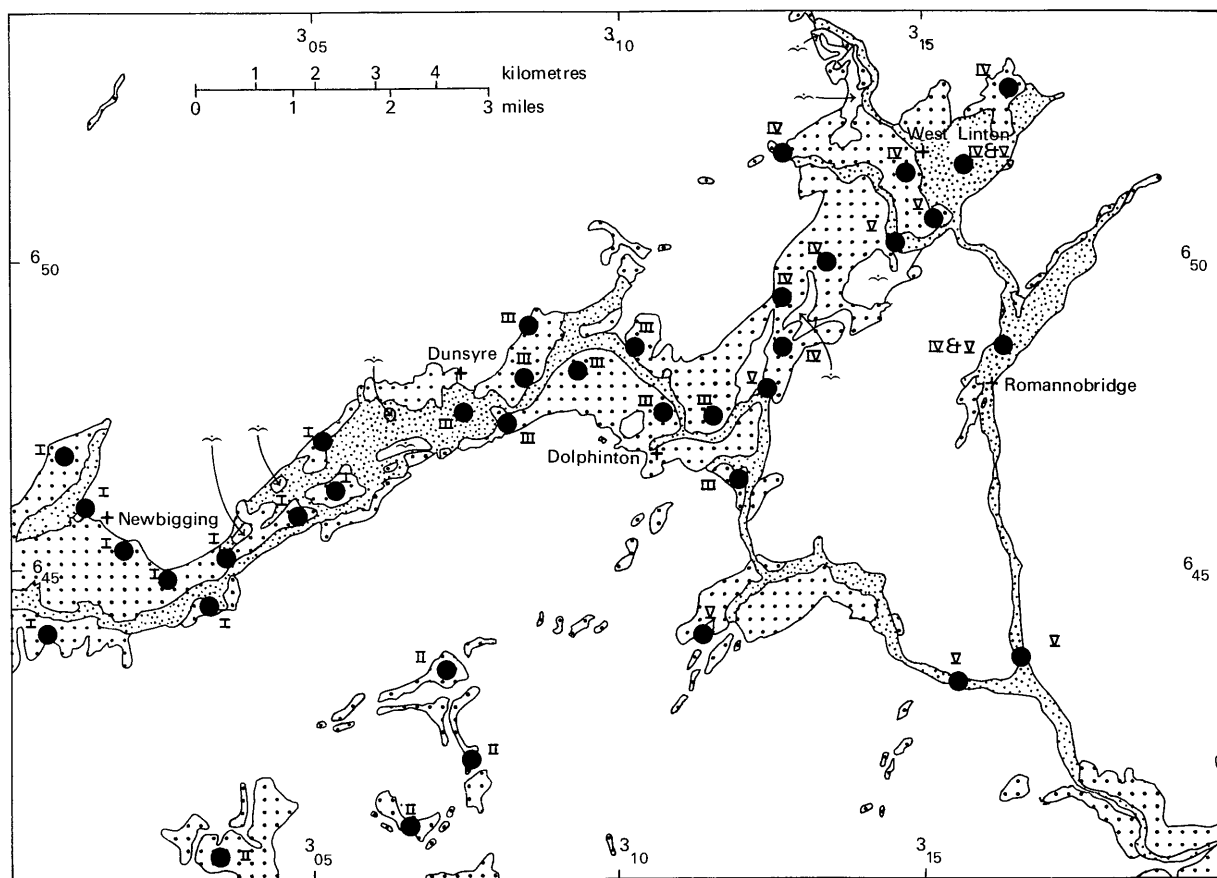 3 05
3 10
3 15
1 2 3 4 kilometres
0 1 2 3 miles
IV
IV
West Linton
IV
IV & V
V
V
IV
6 50
6 50
IV
III
III
Dunsyre
III
III
IV
IV & V
V
Romannobridge
III
III
III
III
I
Dolphinton
I
I
III
I
I
Newbigging
I
I
I
6 45
6 45
I
I
V
V
V
II
II
II
II
3 05
3 10
3 15